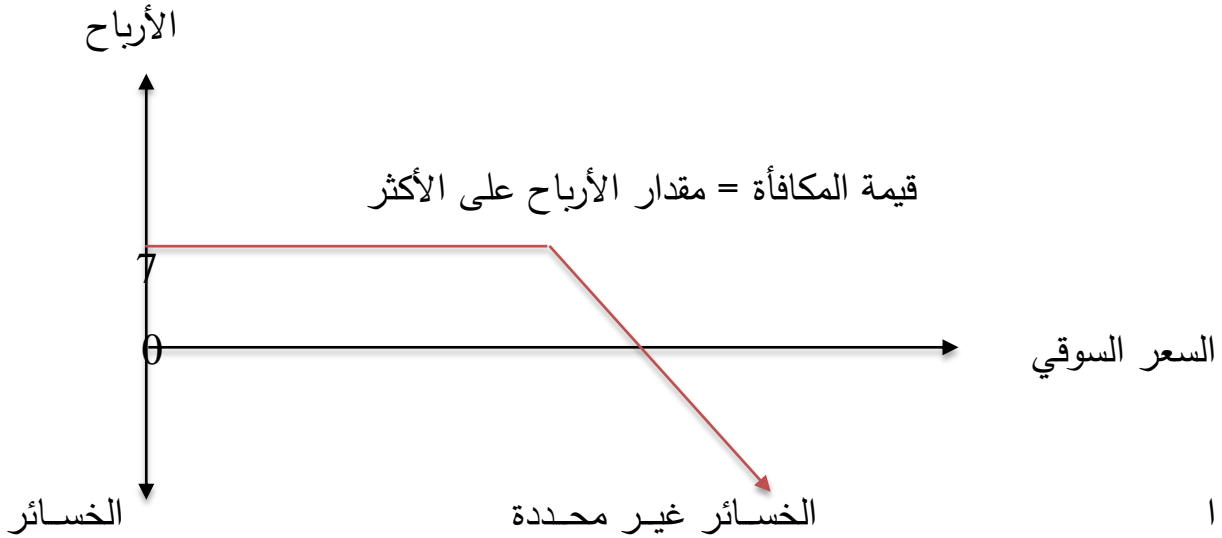 الأرباح
قيمة المكافأة = مقدار الأرباح على الأكثر
7
0
السعر السوقي
الخسائر
الخسائر غير محددة
ا